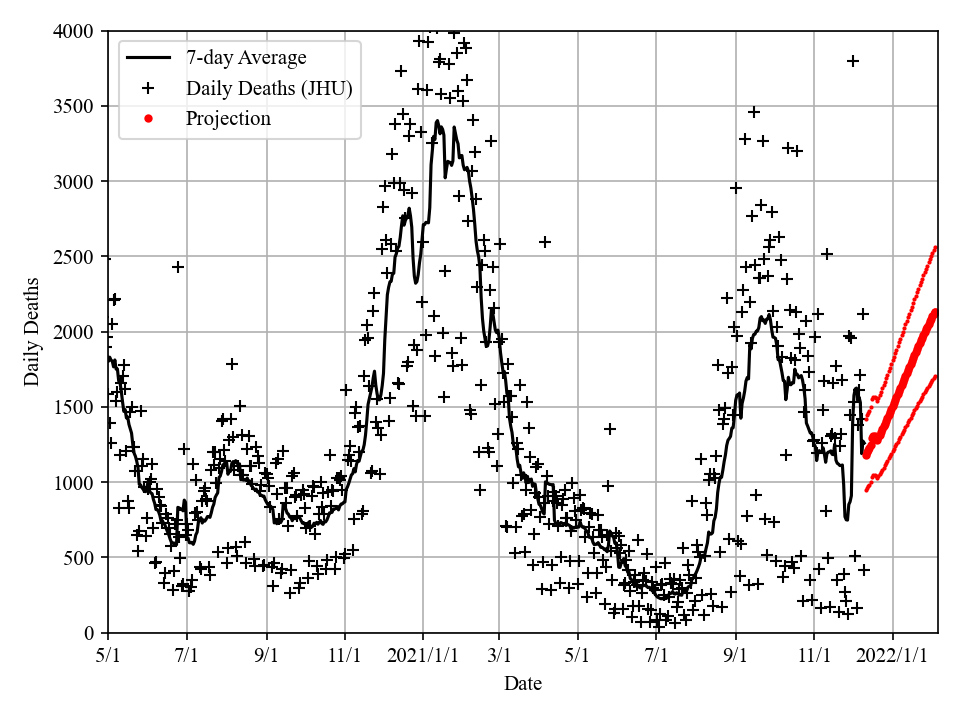 4000
3500
3000
2500
2000
1500
1000
500
0
Daily Deaths
7-day Average
Daily Deaths (JHU)
Projection
5/1 7/1 9/1 11/1 2021/1/1 3/1 5/1 7/1 9/1 11/1 2022/1/1
Date